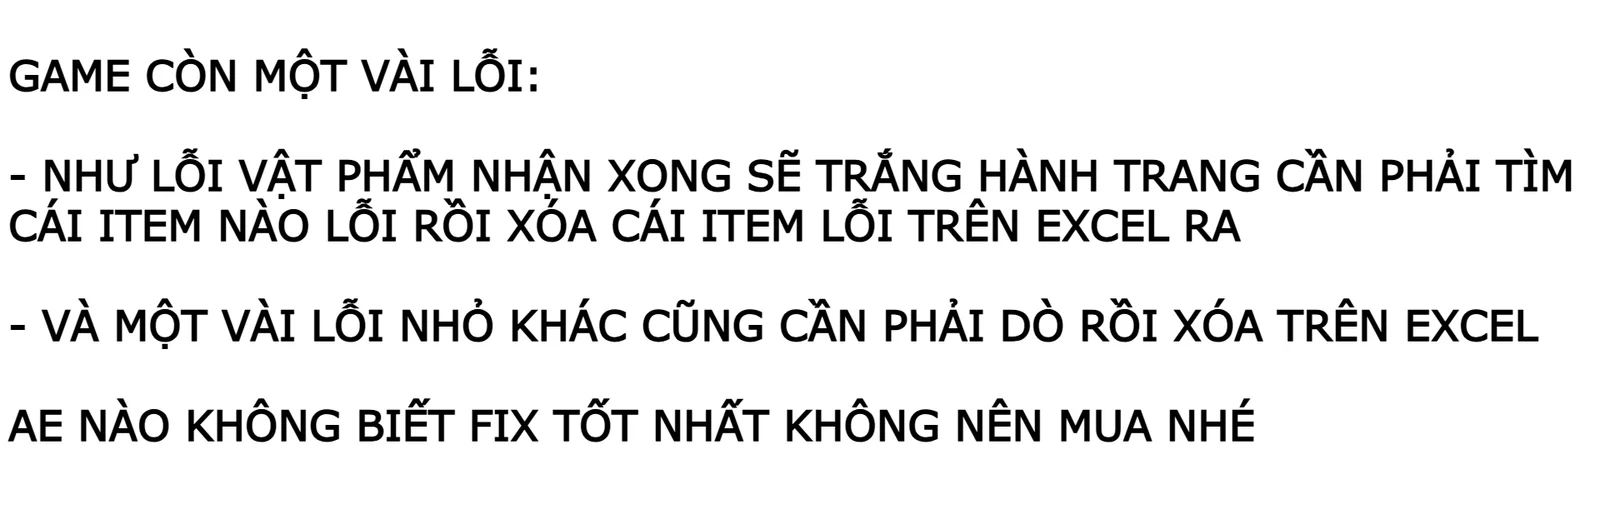 GAME CÒN MỘT VÀI LỖI:
- NHƯ LỖI VẬT PHẨM NHẬN XONG SẼ TRẮNG HÀNH TRANG CẦN PHẢI TÌM
CÁI ITEM NÀO LỖI RỒI XÓA CÁI ITEM LỖI TRÊN EXCEL RA
- VÀ MỘT VÀI LỖI NHỎ KHÁC CŨNG CẦN PHẢI DÒ RỒI XÓA TRÊN EXCEL
AE NÀO KHÔNG BIẾT FIX TỐT NHẤT KHÔNG NÊN MUA NHÉ